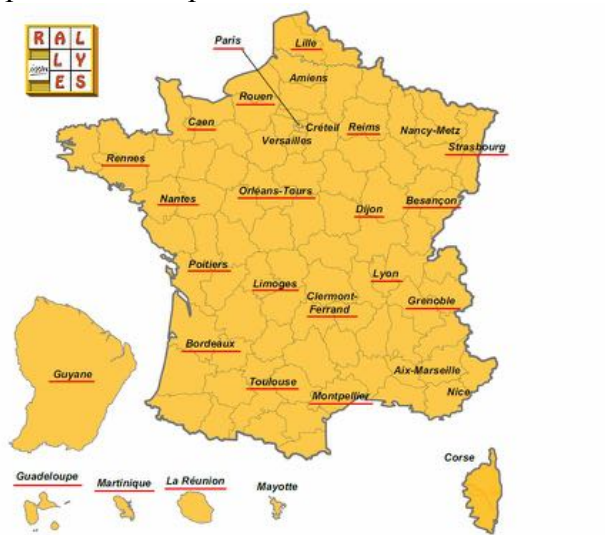 RAL
irem LY
ES
Paris
Lille
Amiens
Rouen
Caen
Créteil
Reims
Nancy-Metz
Versailles
Strasbourg
Rennes
Nantes
Orléans-Tours
Besançon
Dijon
Poitiers
Limoges
Lyon
Clermont-
Ferrand
Grenoble
Bordeaux
Guyane
Toulouse
Aix-Marseille
Montpellier
Nice
Corse
Guadeloupe
Martinique
La Réunion
Mayotte